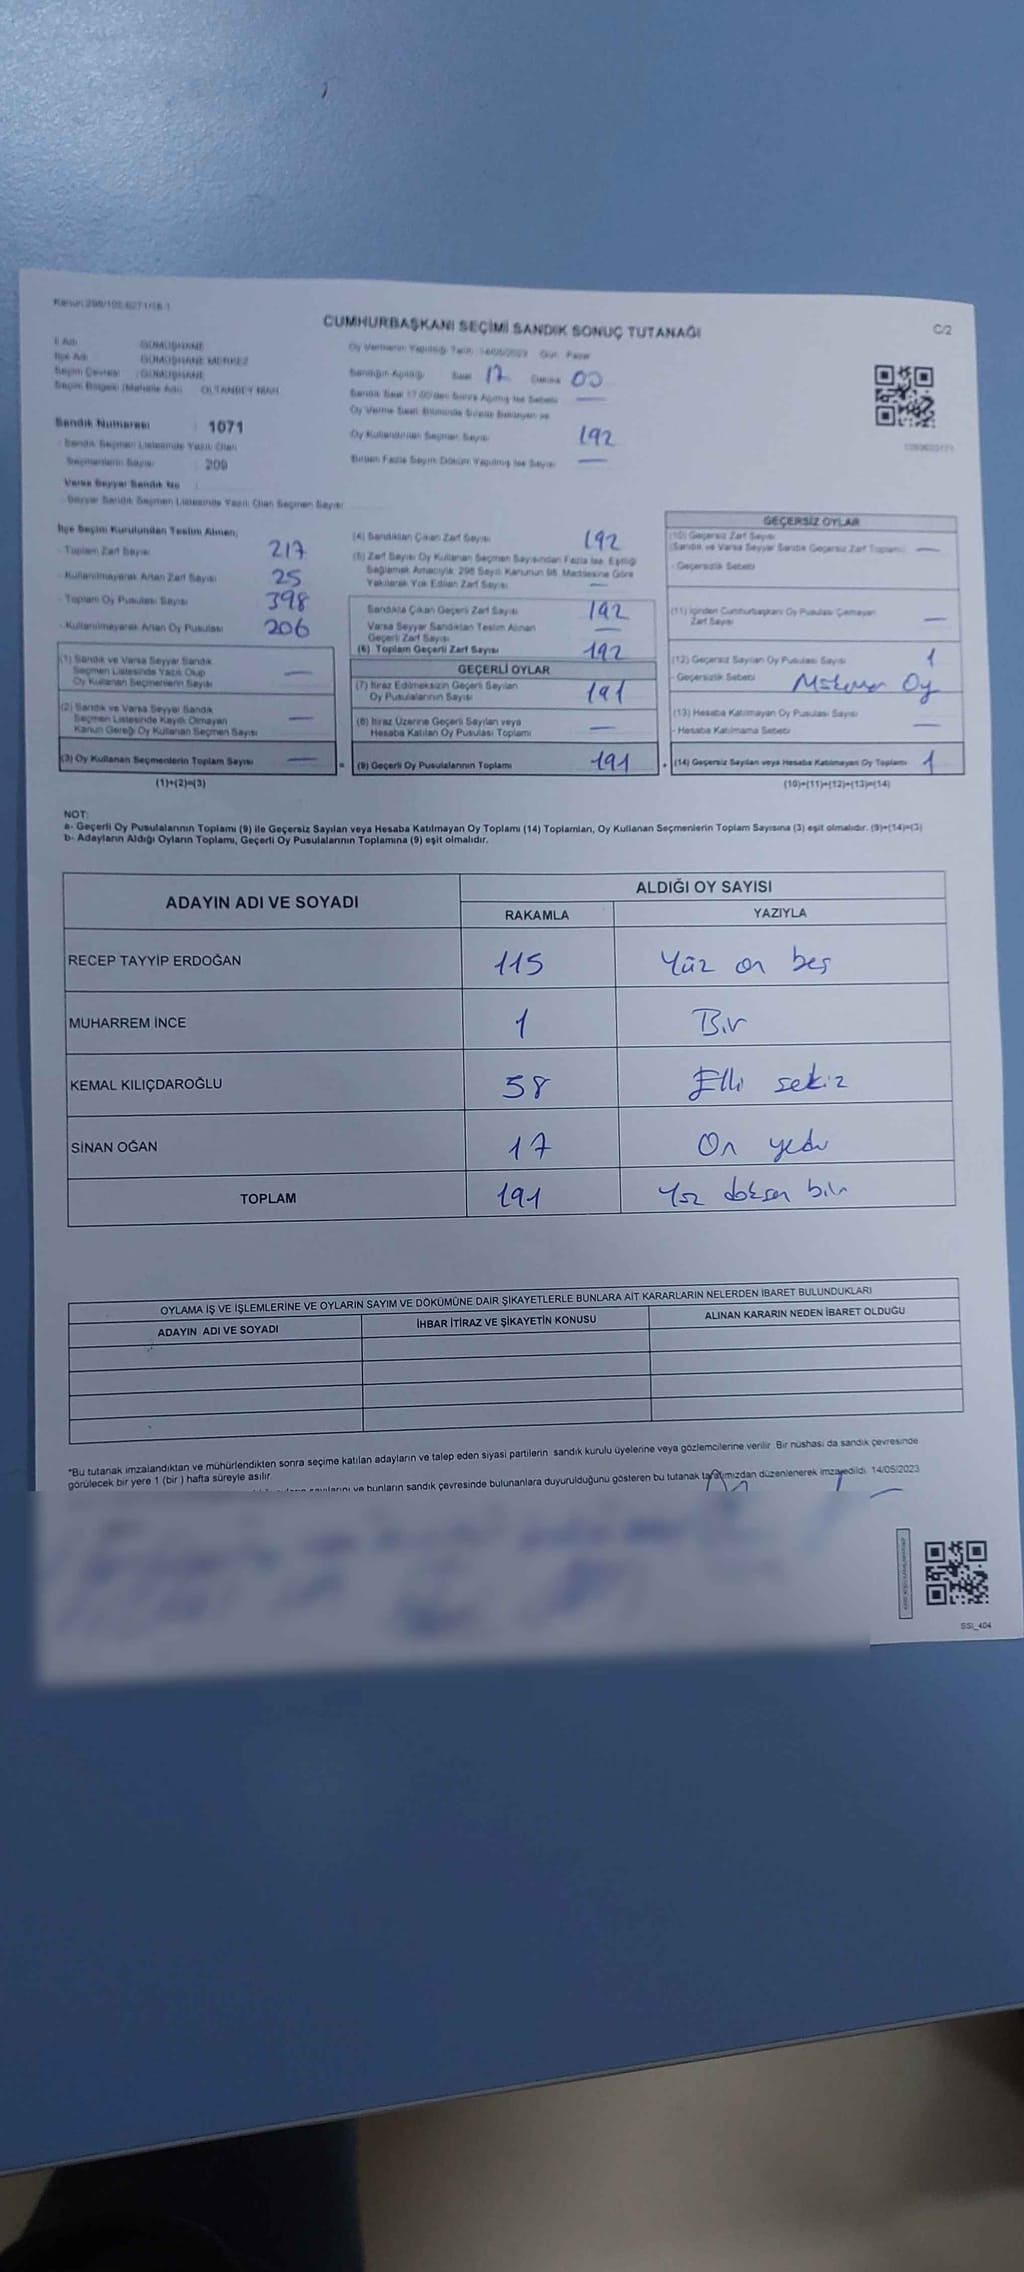 Kanun:298/105,6271/16:1
CUMHURBAŞKANI SEÇİMİ SANDIK SONUÇ TUTANAĞI
C/2
İl Adı GÜMÜŞHANE
İlçe Adı GÜMÜŞHANE MERKEZ
Seçim Çevresi GÜMÜŞHANE
Seçim Bölgesi (Mahalle Adı)
Sandık Numarası : 1071
- Sandık Seçmen Listesinde Yazılı Olan
Seçmenlerin Sayısı : 209
Varsa Seyyar Sandık No :
- Seyyar Sandık Seçmen Listesinde Yazılı Olan Seçmen Sayısı:
Oy Vermenin Yapıldığı Tarih: 14/05/2023 Gün: Pazar
Sandığın Açıldığı Saat 17 Dakika 00
Sandık Saat 17.00'den Sonra Açılmış İse Sebebi —
Oy Verme Saati Bitiminde Sırada Bekleyen ve
Oy Kullandırılan Seçmen Sayısı 192
Birden Fazla Sayım Döküm Yapılmış İse Sayısı —
İlçe Seçim Kurulundan Teslim Alınan;
- Toplam Zarf Sayısı 217
- Kullanılmayarak Artan Zarf Sayısı 25
- Toplam Oy Pusulası Sayısı 398
- Kullanılmayarak Artan Oy Pusulası 206
(1) Sandık ve Varsa Seyyar Sandık
Seçmen Listesinde Yazılı Olup
Oy Kullanan Seçmenlerin Sayısı —
(2) Sandık ve Varsa Seyyar Sandık
Seçmen Listesinde Kayıtlı Olmayan
Kanun Gereği Oy Kullanan Seçmen Sayısı —
(3) Oy Kullanan Seçmenlerin Toplam Sayısı —
(1)+(2)=(3)
(4) Sandıktan Çıkan Zarf Sayısı 192
(5) Zarf Sayısı Oy Kullanan Seçmen Sayısından Fazla İse, Eşitliği
Sağlamak Amacıyla, 298 Sayılı Kanunun 98. Maddesine Göre
Yakılarak Yok Edilen Zarf Sayısı —
Sandıkta Çıkan Geçerli Zarf Sayısı 192
Varsa Seyyar Sandıktan Teslim Alınan
Geçerli Zarf Sayısı —
(6) Toplam Geçerli Zarf Sayısı 192
GEÇERLİ OYLAR
(7) İtiraz Edilmeksizin Geçerli Sayılan
Oy Pusulalarının Sayısı 191
(8) İtiraz Üzerine Geçerli Sayılan veya
Hesaba Katılan Oy Pusulası Toplamı —
= (9) Geçerli Oy Pusulalarının Toplamı 191
GEÇERSİZ OYLAR
(10) Geçersiz Zarf Sayısı
(Sandık ve Varsa Seyyar Sandık Geçersiz Zarf Toplamı) —
- Geçersizlik Sebebi
(11) İçinden Cumhurbaşkanı Oy Pusulası Çıkmayan
Zarf Sayısı —
(12) Geçersiz Sayılan Oy Pusulası Sayısı 1
- Geçersizlik Sebebi Oy
(13) Hesaba Katılmayan Oy Pusulası Sayısı —
- Hesaba Katılmama Sebebi
+ (14) Geçersiz Sayılan veya Hesaba Katılmayan Oy Toplamı 1
(10)+(11)+(12)+(13)=(14)
NOT:
a- Geçerli Oy Pusulalarının Toplamı (9) ile Geçersiz Sayılan veya Hesaba Katılmayan Oy Toplamı (14) Toplamları, Oy Kullanan Seçmenlerin Toplam Sayısına (3) eşit olmalıdır. (9)+(14)=(3)
b- Adayların Aldığı Oyların Toplamı, Geçerli Oy Pusulalarının Toplamına (9) eşit olmalıdır.
ADAYIN ADI VE SOYADI ALDIĞI OY SAYISI
RAKAMLA YAZIYLA
RECEP TAYYİP ERDOĞAN 115 Yüz on beş
MUHARREM İNCE 1 Bir
KEMAL KILIÇDAROĞLU 58 Elli sekiz
SİNAN OĞAN 17 On yedi
TOPLAM 191 Yüz doksan bir
OYLAMA İŞ VE İŞLEMLERİNE VE OYLARIN SAYIM VE DÖKÜMÜNE DAİR ŞİKAYETLERLE BUNLARA AİT KARARLARIN NELERDEN İBARET BULUNDUKLARI
ADAYIN ADI VE SOYADI İHBAR İTİRAZ VE ŞİKAYETİN KONUSU ALINAN KARARIN NEDEN İBARET OLDUĞU
*Bu tutanak imzalandıktan ve mühürlendikten sonra seçime katılan adayların ve talep eden siyasi partilerin sandık kurulu üyelerine veya gözlemcilerine verilir. Bir nüshası da sandık çevresinde
görülecek bir yere 1 (bir) hafta süreyle asılır.
sayılarını ve bunların sandık çevresinde bulunanlara duyurulduğunu gösteren bu tutanak tarafımızdan düzenlenerek imza edildi. 14/05/2023
SSI_404